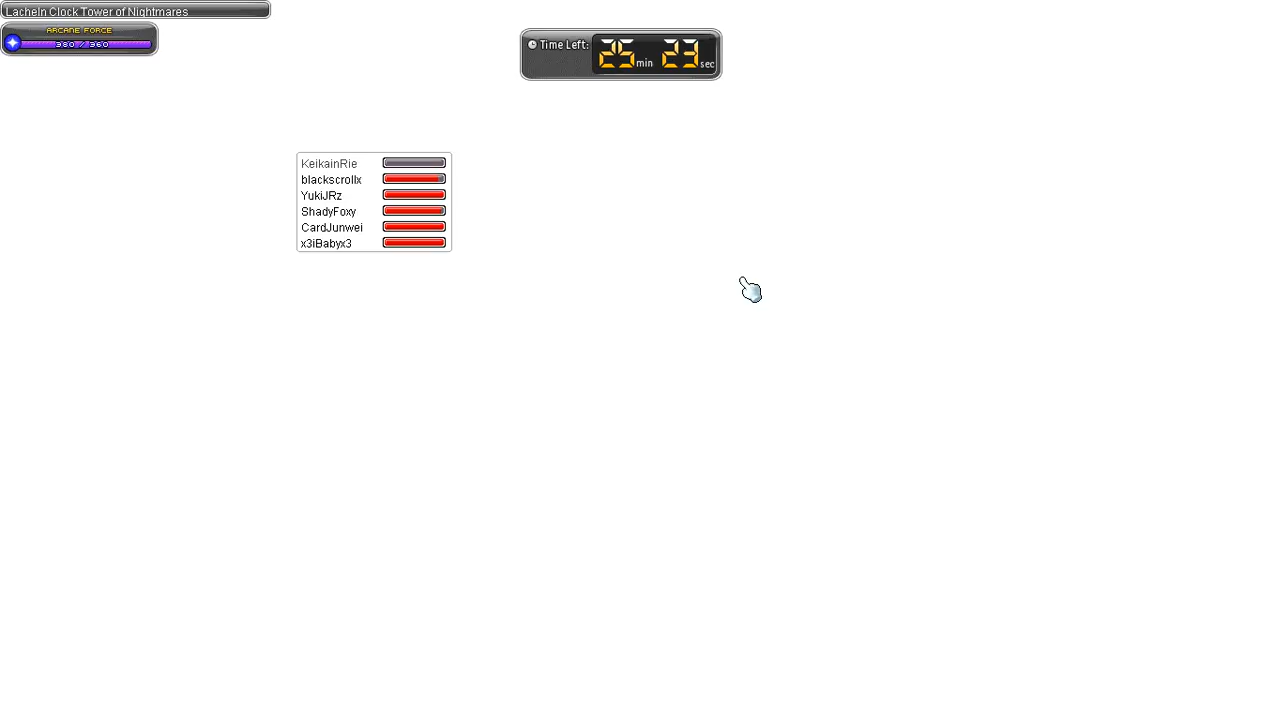 Lacheln Clock Tower of Nightmares
ARCANE FORCE
380 / 360
Time Left: 25 min 23 sec
KeikainRie
blackscrollx
YukiJRz
ShadyFoxy
CardJunwei
x3iBabyx3